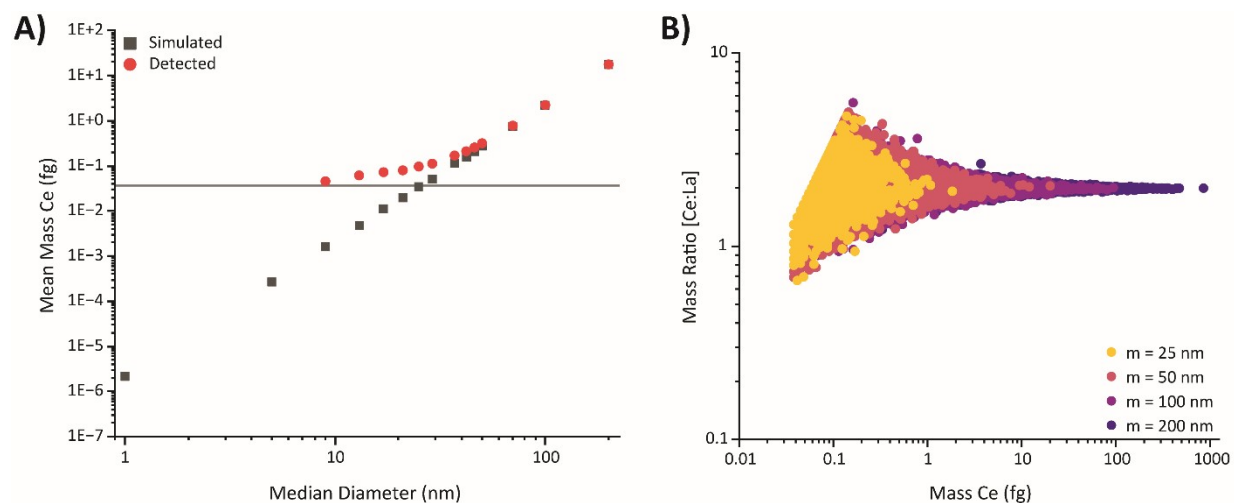 A)
1E+2
1E+1
1E+0
1E-1
1E-2
1E-3
1E-4
1E-5
1E-6
1E-7
Mean Mass Ce (fg)
Simulated
Detected
1
10
100
Median Diameter (nm)
B)
10
1
0.1
Mass Ratio [Ce:La]
m = 25 nm
m = 50 nm
m = 100 nm
m = 200 nm
0.01
0.1
1
10
100
1000
Mass Ce (fg)